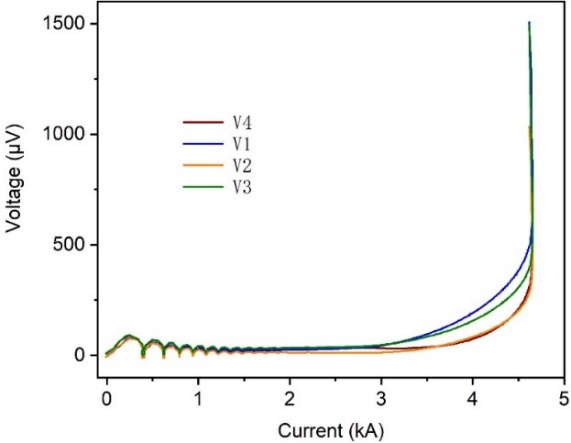 1500
1000
500
0
Voltage (μV)
V4
V1
V2
V3
0 1 2 3 4 5
Current (kA)